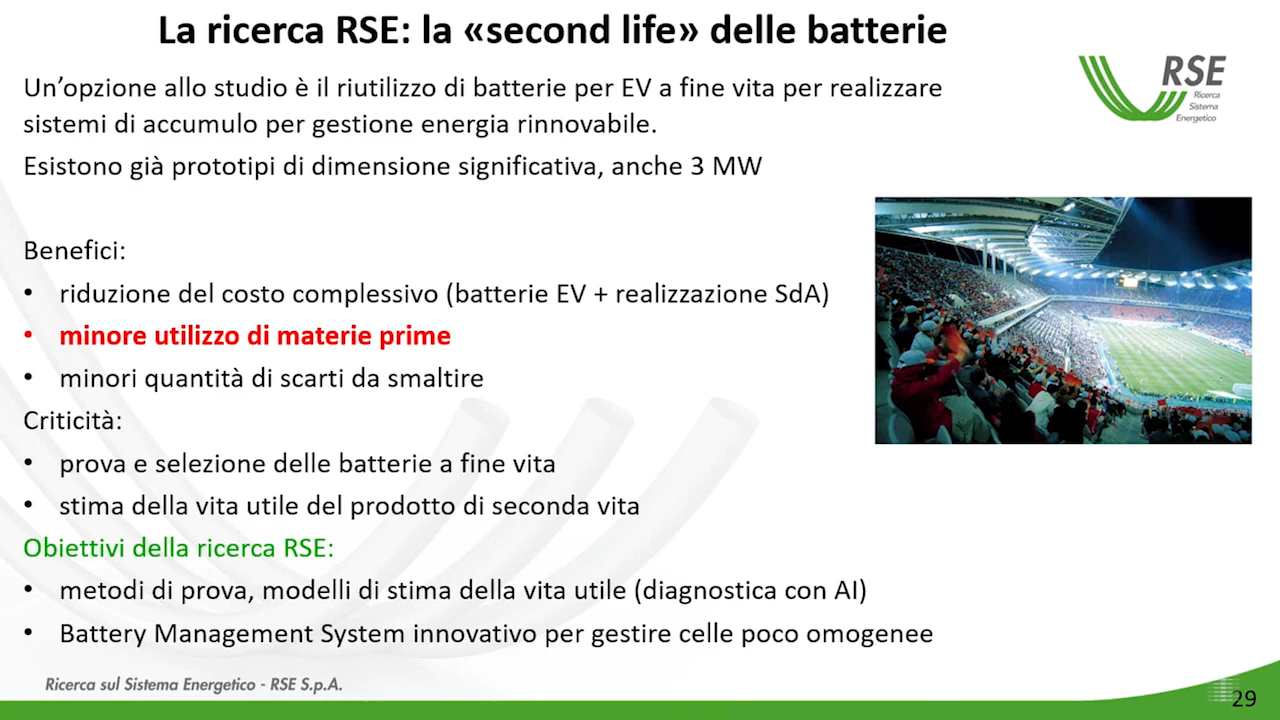 La ricerca RSE: la «second life» delle batterie
RSE
Ricerca
Sistema
Energetico
Un’opzione allo studio è il riutilizzo di batterie per EV a fine vita per realizzare
sistemi di accumulo per gestione energia rinnovabile.
Esistono già prototipi di dimensione significativa, anche 3 MW
Benefici:
• riduzione del costo complessivo (batterie EV + realizzazione SdA)
• minore utilizzo di materie prime
• minori quantità di scarti da smaltire
Criticità:
• prova e selezione delle batterie a fine vita
• stima della vita utile del prodotto di seconda vita
Obiettivi della ricerca RSE:
• metodi di prova, modelli di stima della vita utile (diagnostica con AI)
• Battery Management System innovativo per gestire celle poco omogenee
Ricerca sul Sistema Energetico - RSE S.p.A.
29